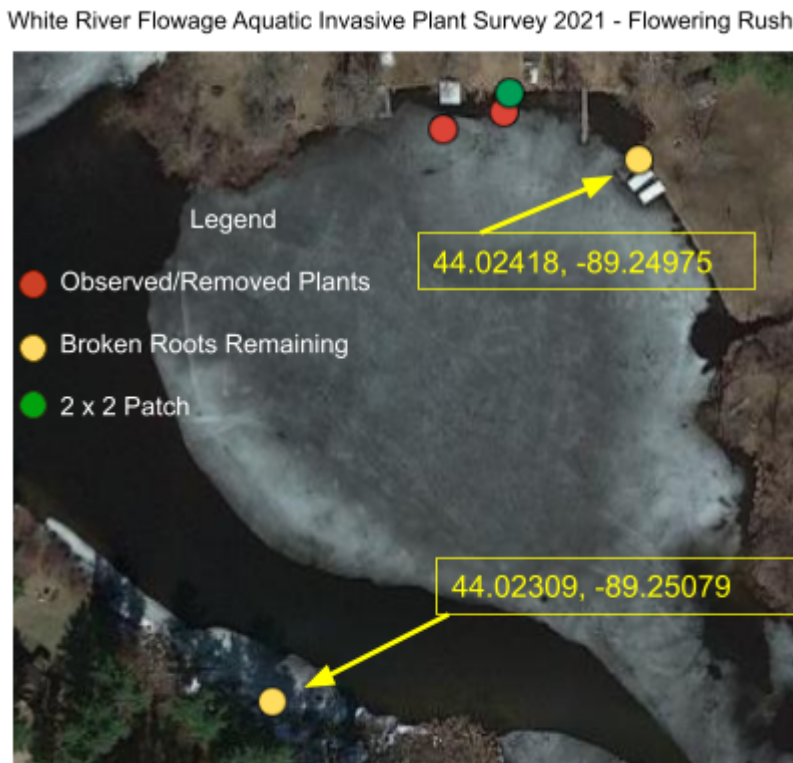 White River Flowage Aquatic Invasive Plant Survey 2021 - Flowering Rush
Legend
44.02418, -89.24975
Observed/Removed Plants
Broken Roots Remaining
2 x 2 Patch
44.02309, -89.25079